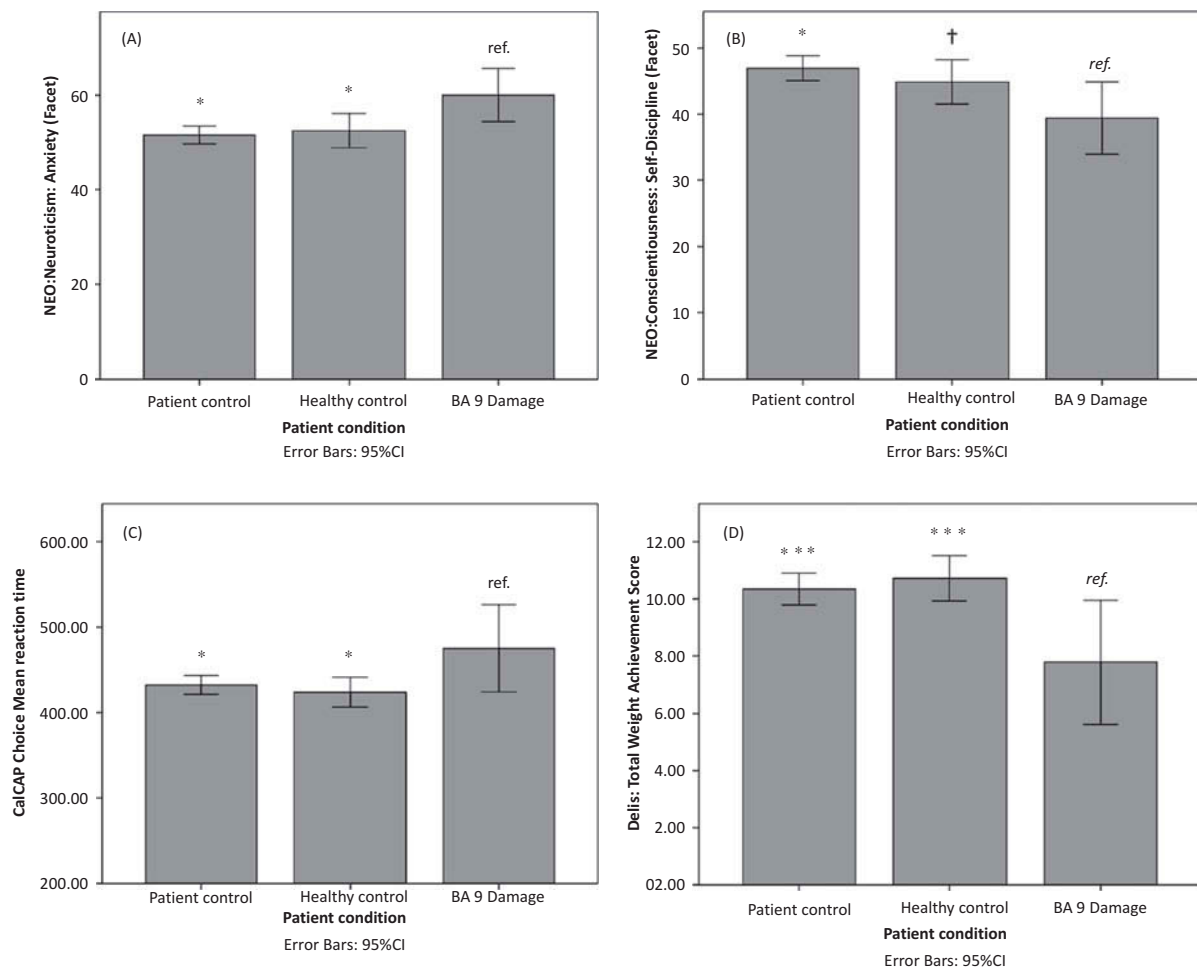 (A)
NEO:Neuroticism: Anxiety (Facet)
60
40
20
0
*
*
ref.
Patient control
Healthy control
BA 9 Damage
Patient condition
Error Bars: 95%CI
(B)
NEO:Conscientiousness: Self-Discipline (Facet)
50
40
30
20
10
0
*
†
ref.
Patient control
Healthy control
BA 9 Damage
Patient condition
Error Bars: 95%CI
(C)
CalCAP Choice Mean reaction time
600.00
500.00
400.00
300.00
200.00
*
*
ref.
Patient control
Healthy control
BA 9 Damage
Patient condition
Error Bars: 95%CI
(D)
Delis: Total Weight Achievement Score
12.00
10.00
8.00
6.00
4.00
2.00
02.00
***
***
ref.
Patient control
Healthy control
BA 9 Damage
Patient condition
Error Bars: 95%CI